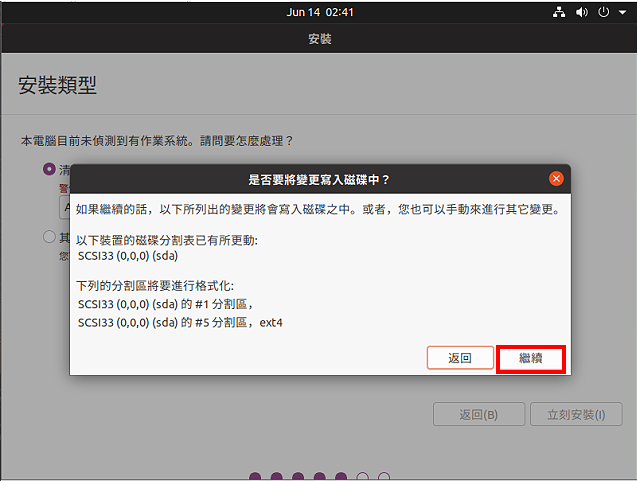 Jun 14 02:41
安裝
安裝類型
本電腦目前未偵測到有作業系統。請問要怎麼處理？
清
警
是否要將變更寫入磁碟中？
如果繼續的話，以下所列出的變更將會寫入磁碟之中。或者，您也可以手動來進行其它變更。
以下裝置的磁碟分割表已有所更動:
SCSI33 (0,0,0) (sda)
下列的分割區將要進行格式化:
SCSI33 (0,0,0) (sda) 的 #1 分割區，
SCSI33 (0,0,0) (sda) 的 #5 分割區，ext4
其
您
返回
繼續
返回(B)
立刻安裝(I)